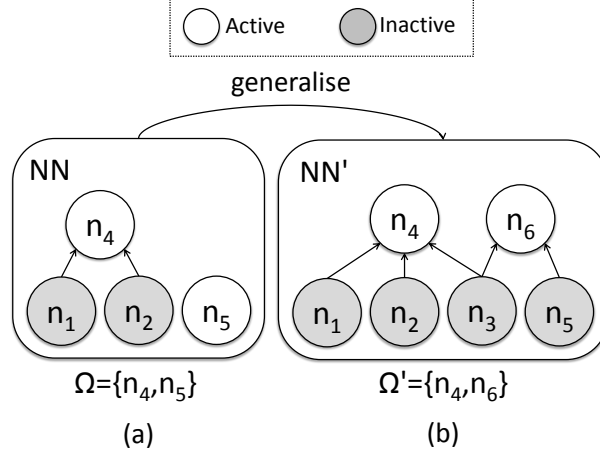 Active Inactive
generalise
NN NN'
n₄ n₄ n₆
n₁ n₂ n₅ n₁ n₂ n₃ n₅
Ω={n₄,n₅} Ω'={n₄,n₆}
(a) (b)